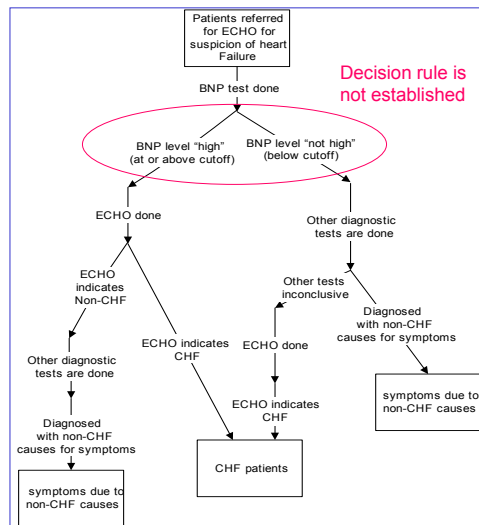 Patients referred
for ECHO for
suspicion of heart
Failure
BNP test done
Decision rule is
not established
BNP level "high"
(at or above cutoff)
BNP level "not high"
(below cutoff)
ECHO done
Other diagnostic
tests are done
ECHO
indicates
Non-CHF
Other tests
inconclusive
Diagnosed
with non-CHF
causes for symptoms
ECHO indicates
CHF
ECHO done
Other diagnostic
tests are done
symptoms due to
non-CHF causes
ECHO indicates
CHF
Diagnosed
with non-CHF
causes for symptoms
CHF patients
symptoms due to
non-CHF causes